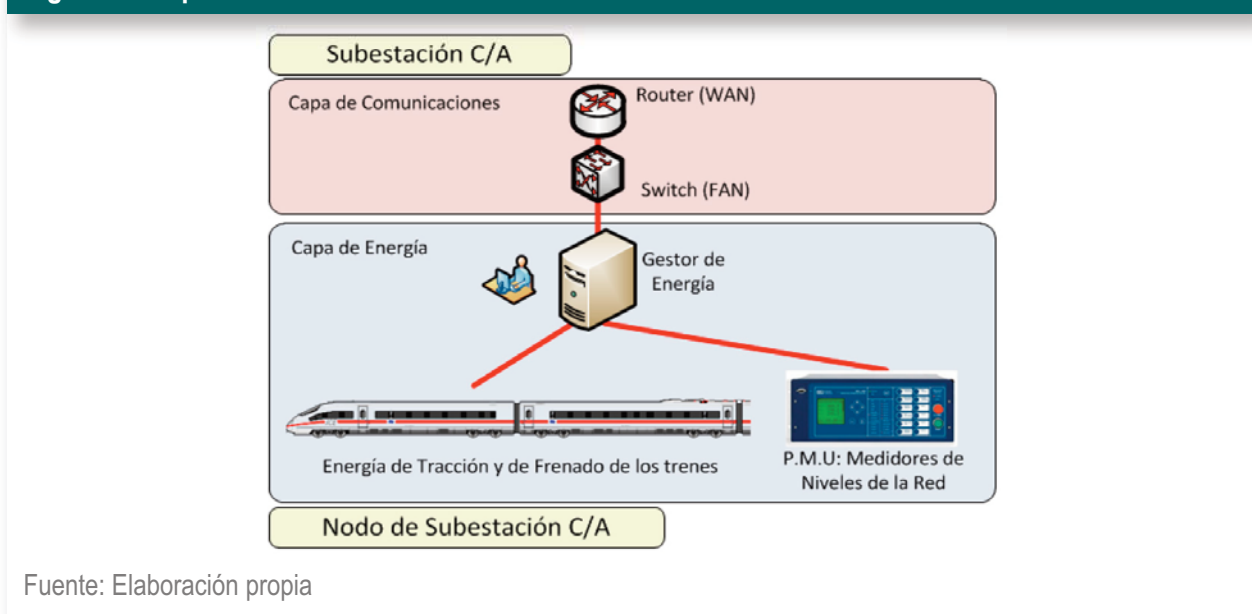 Subestación C/A
Capa de Comunicaciones
Router (WAN)
Switch (FAN)
Capa de Energía
Gestor de
Energía
Energía de Tracción y de Frenado de los trenes
P.M.U: Medidores de
Niveles de la Red
Nodo de Subestación C/A
Fuente: Elaboración propia